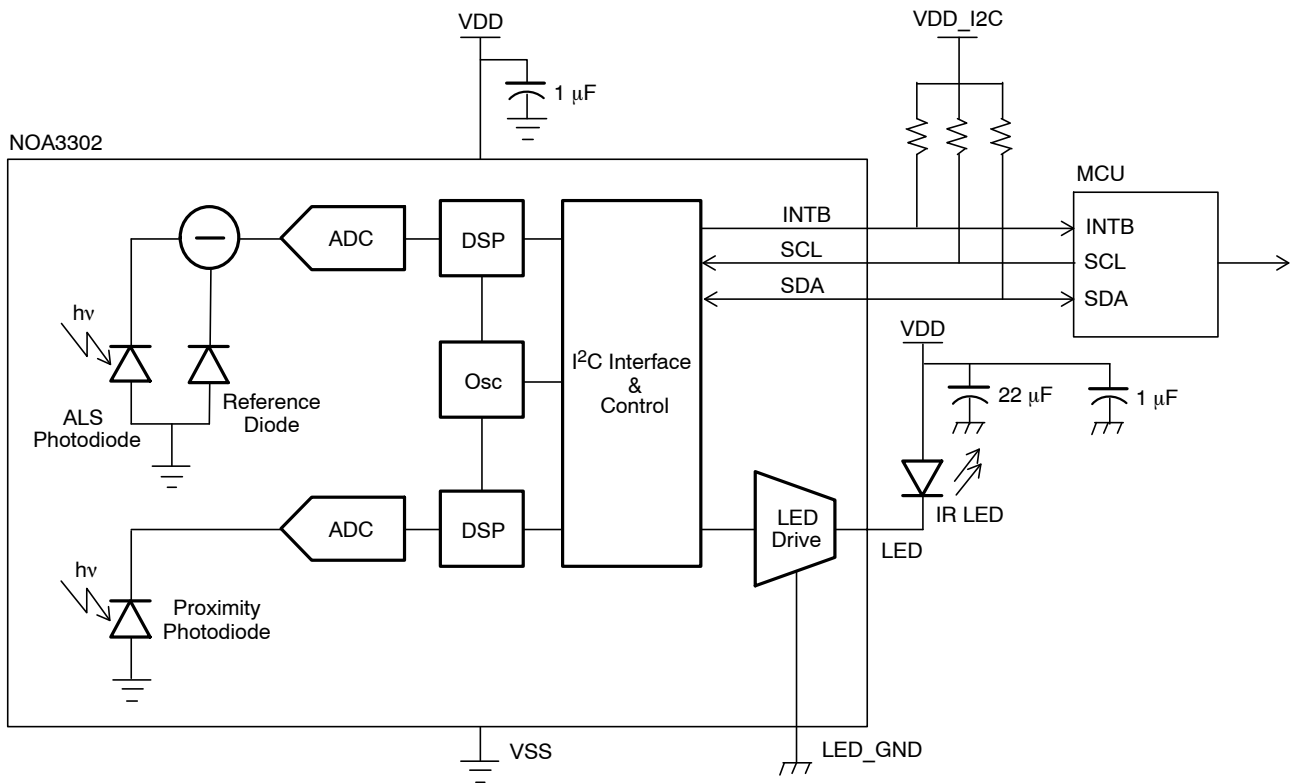 VDD
VDD_I2C
1 μF
NOA3302
MCU
ADC
DSP
INTB
INTB
SCL
SCL
SDA
SDA
hν
VDD
I²C Interface
&
Control
Osc
22 μF
1 μF
ALS
Photodiode
Reference
Diode
ADC
DSP
LED
Drive
IR LED
LED
hν
Proximity
Photodiode
VSS
LED_GND